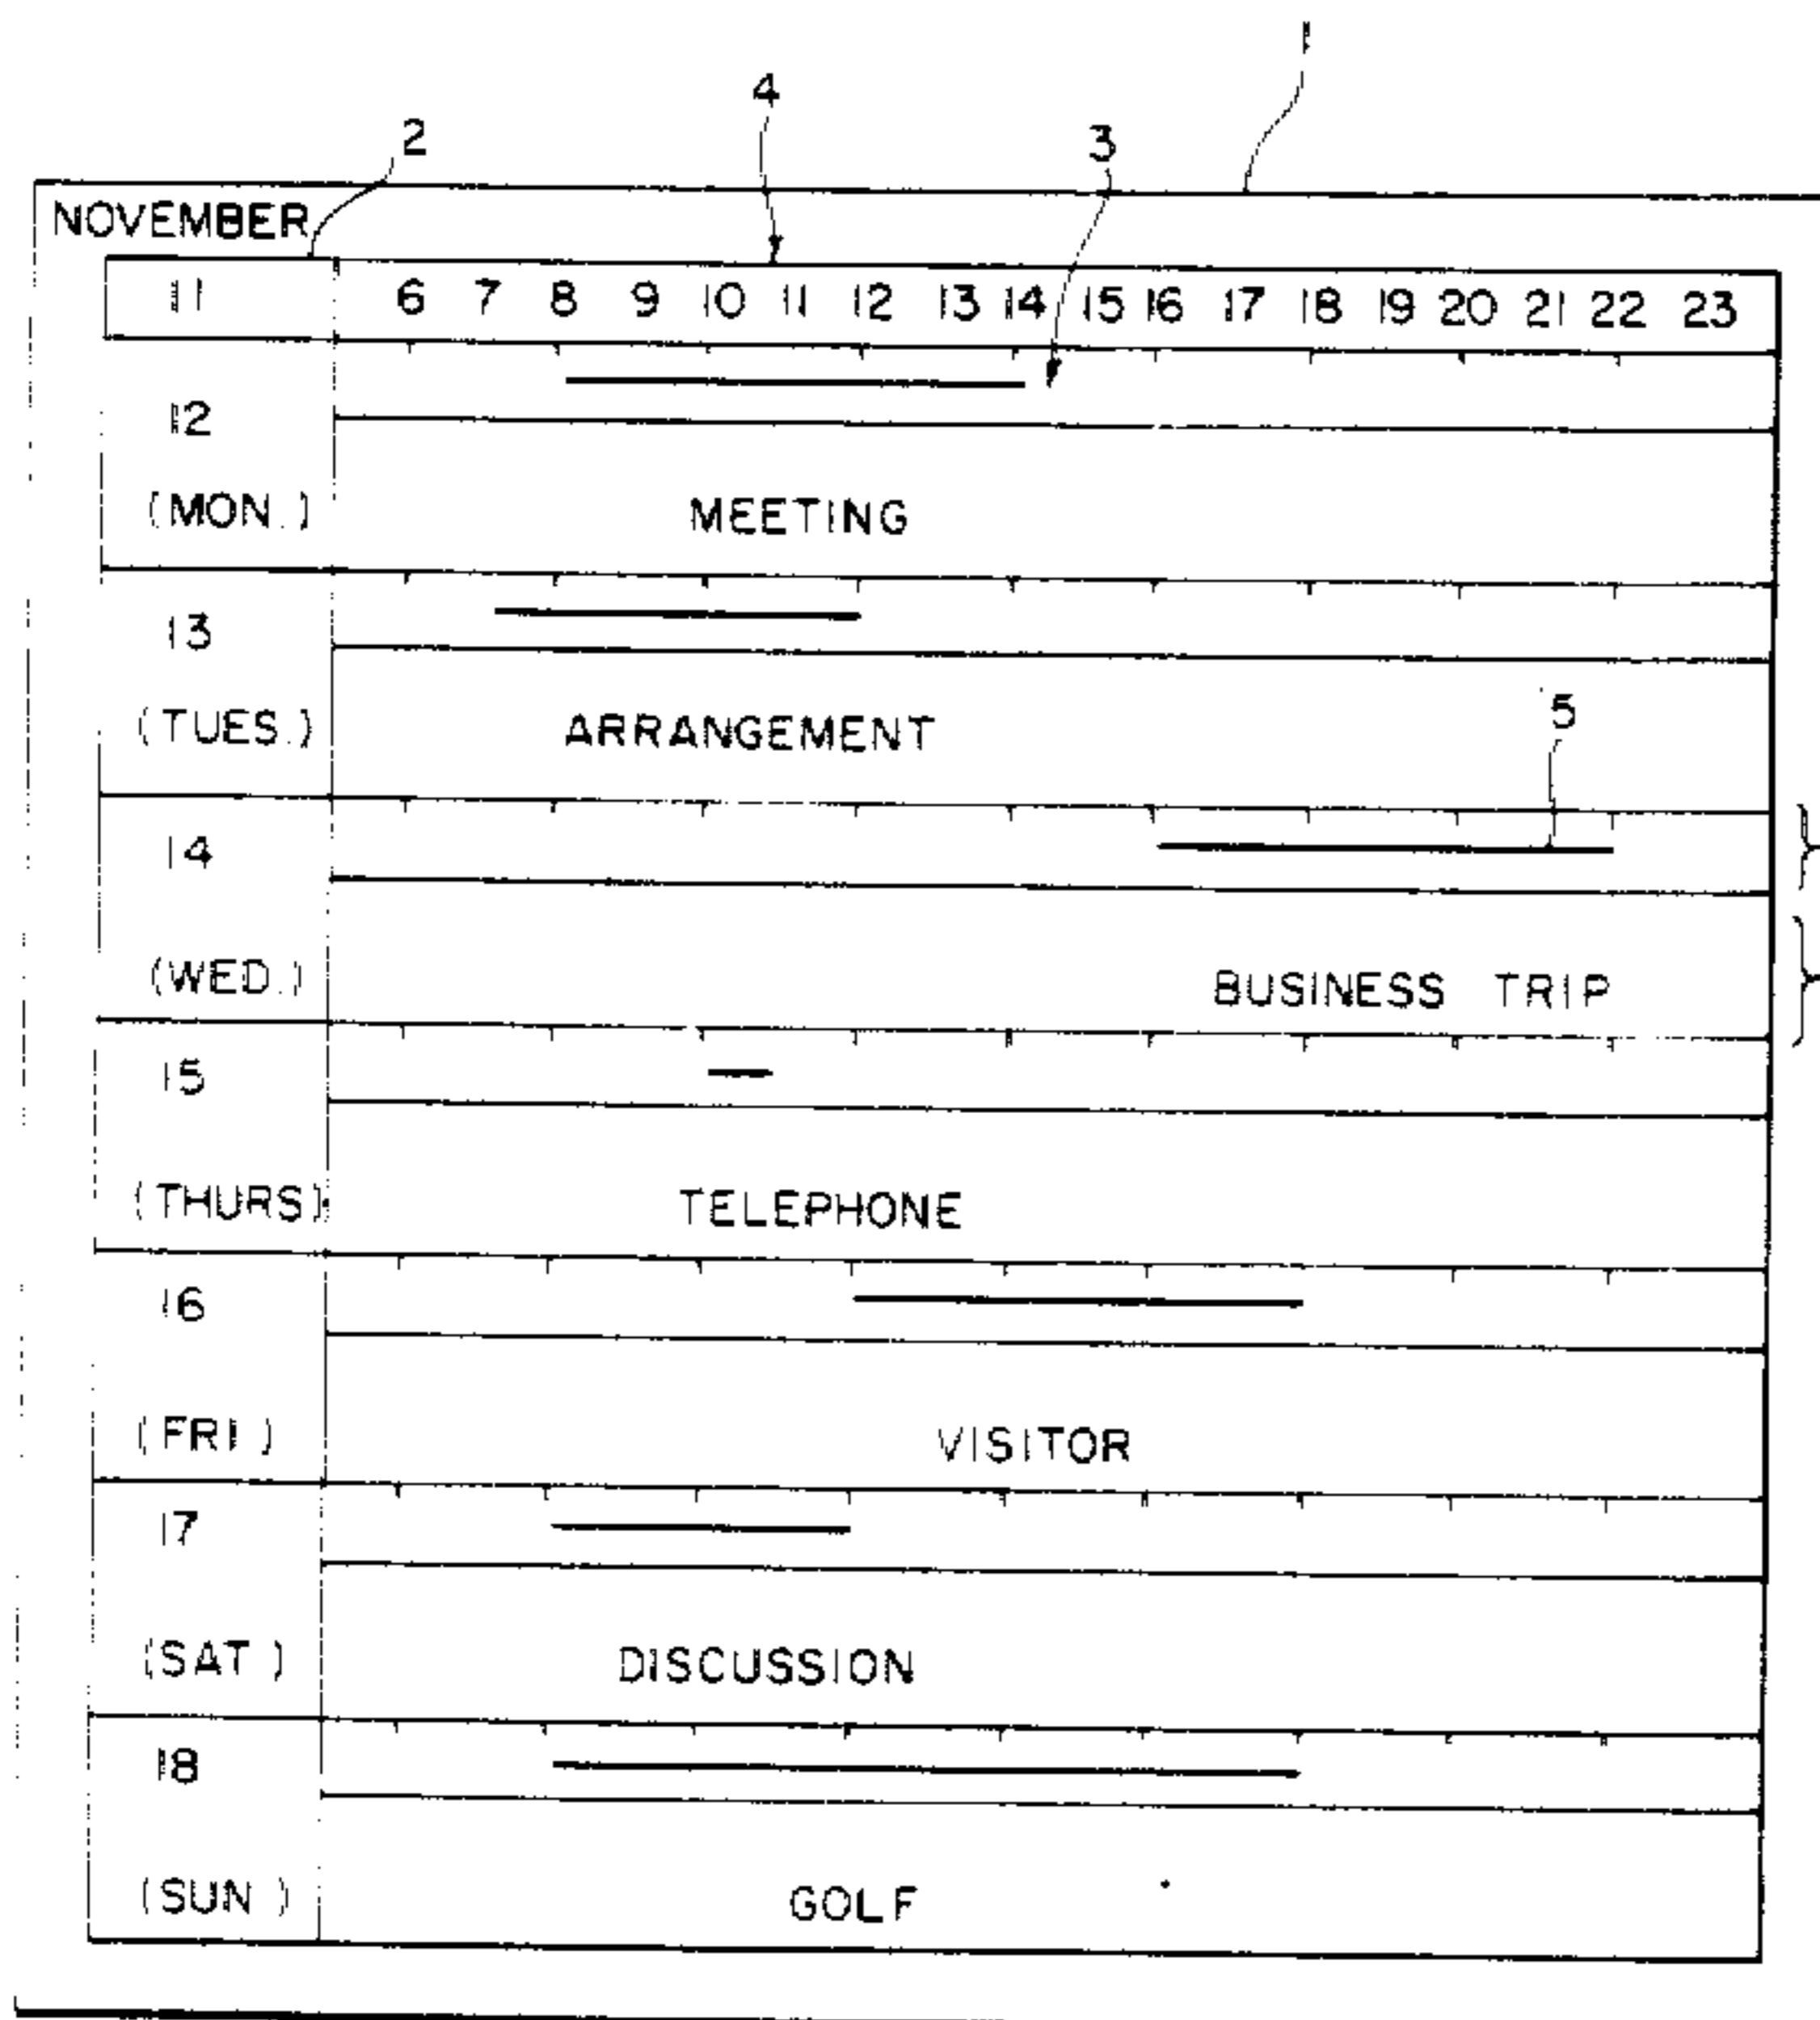 1
4
2
3
NOVEMBER
11 6 7 8 9 10 11 12 13 14 15 16 17 18 19 20 21 22 23
12
(MON.) MEETING
13
(TUES.) ARRANGEMENT
5
14
(WED.) BUSINESS TRIP
15
(THURS) TELEPHONE
16
(FRI ) VISITOR
17
(SAT ) DISCUSSION
18
(SUN ) GOLF